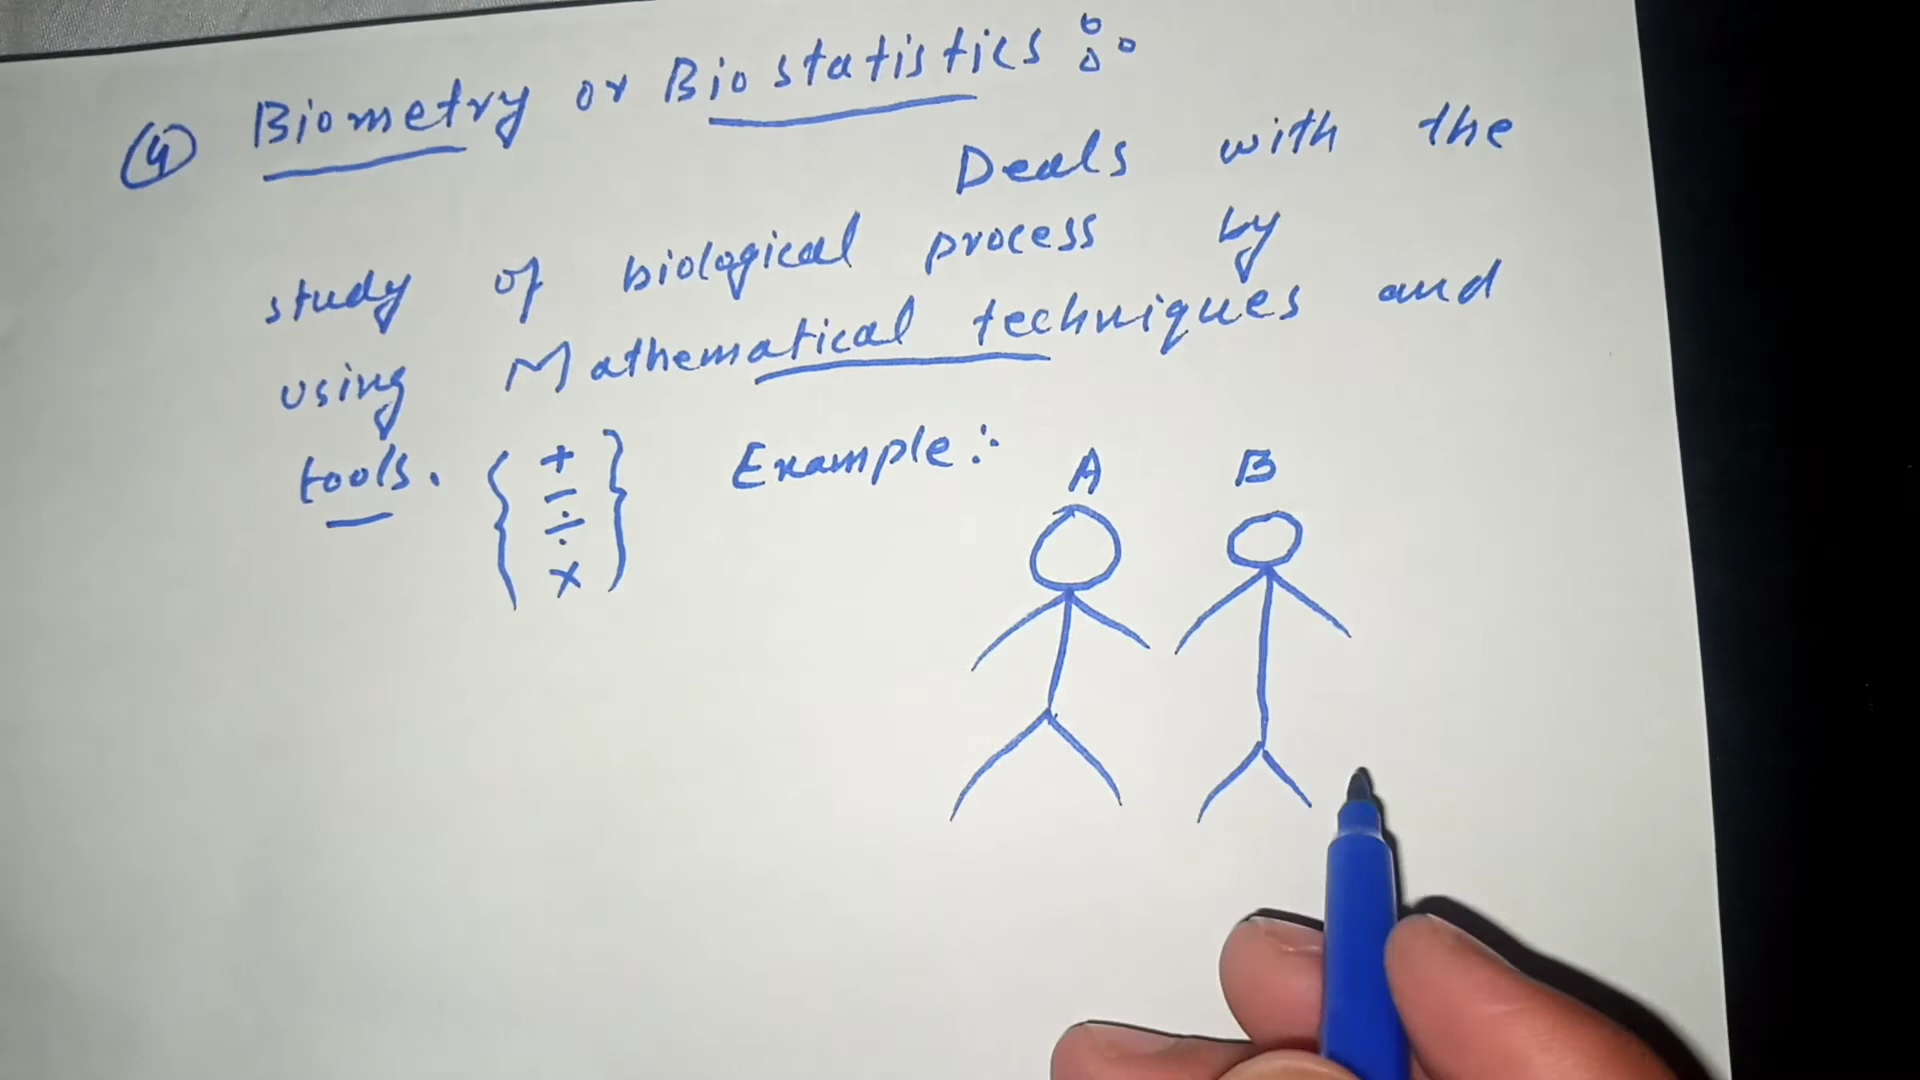 (4) Biometry or Biostatistics :-
Deals with the
study of biological process by
using Mathematical techniques and
tools. { + - ÷ × } Example :-
A B